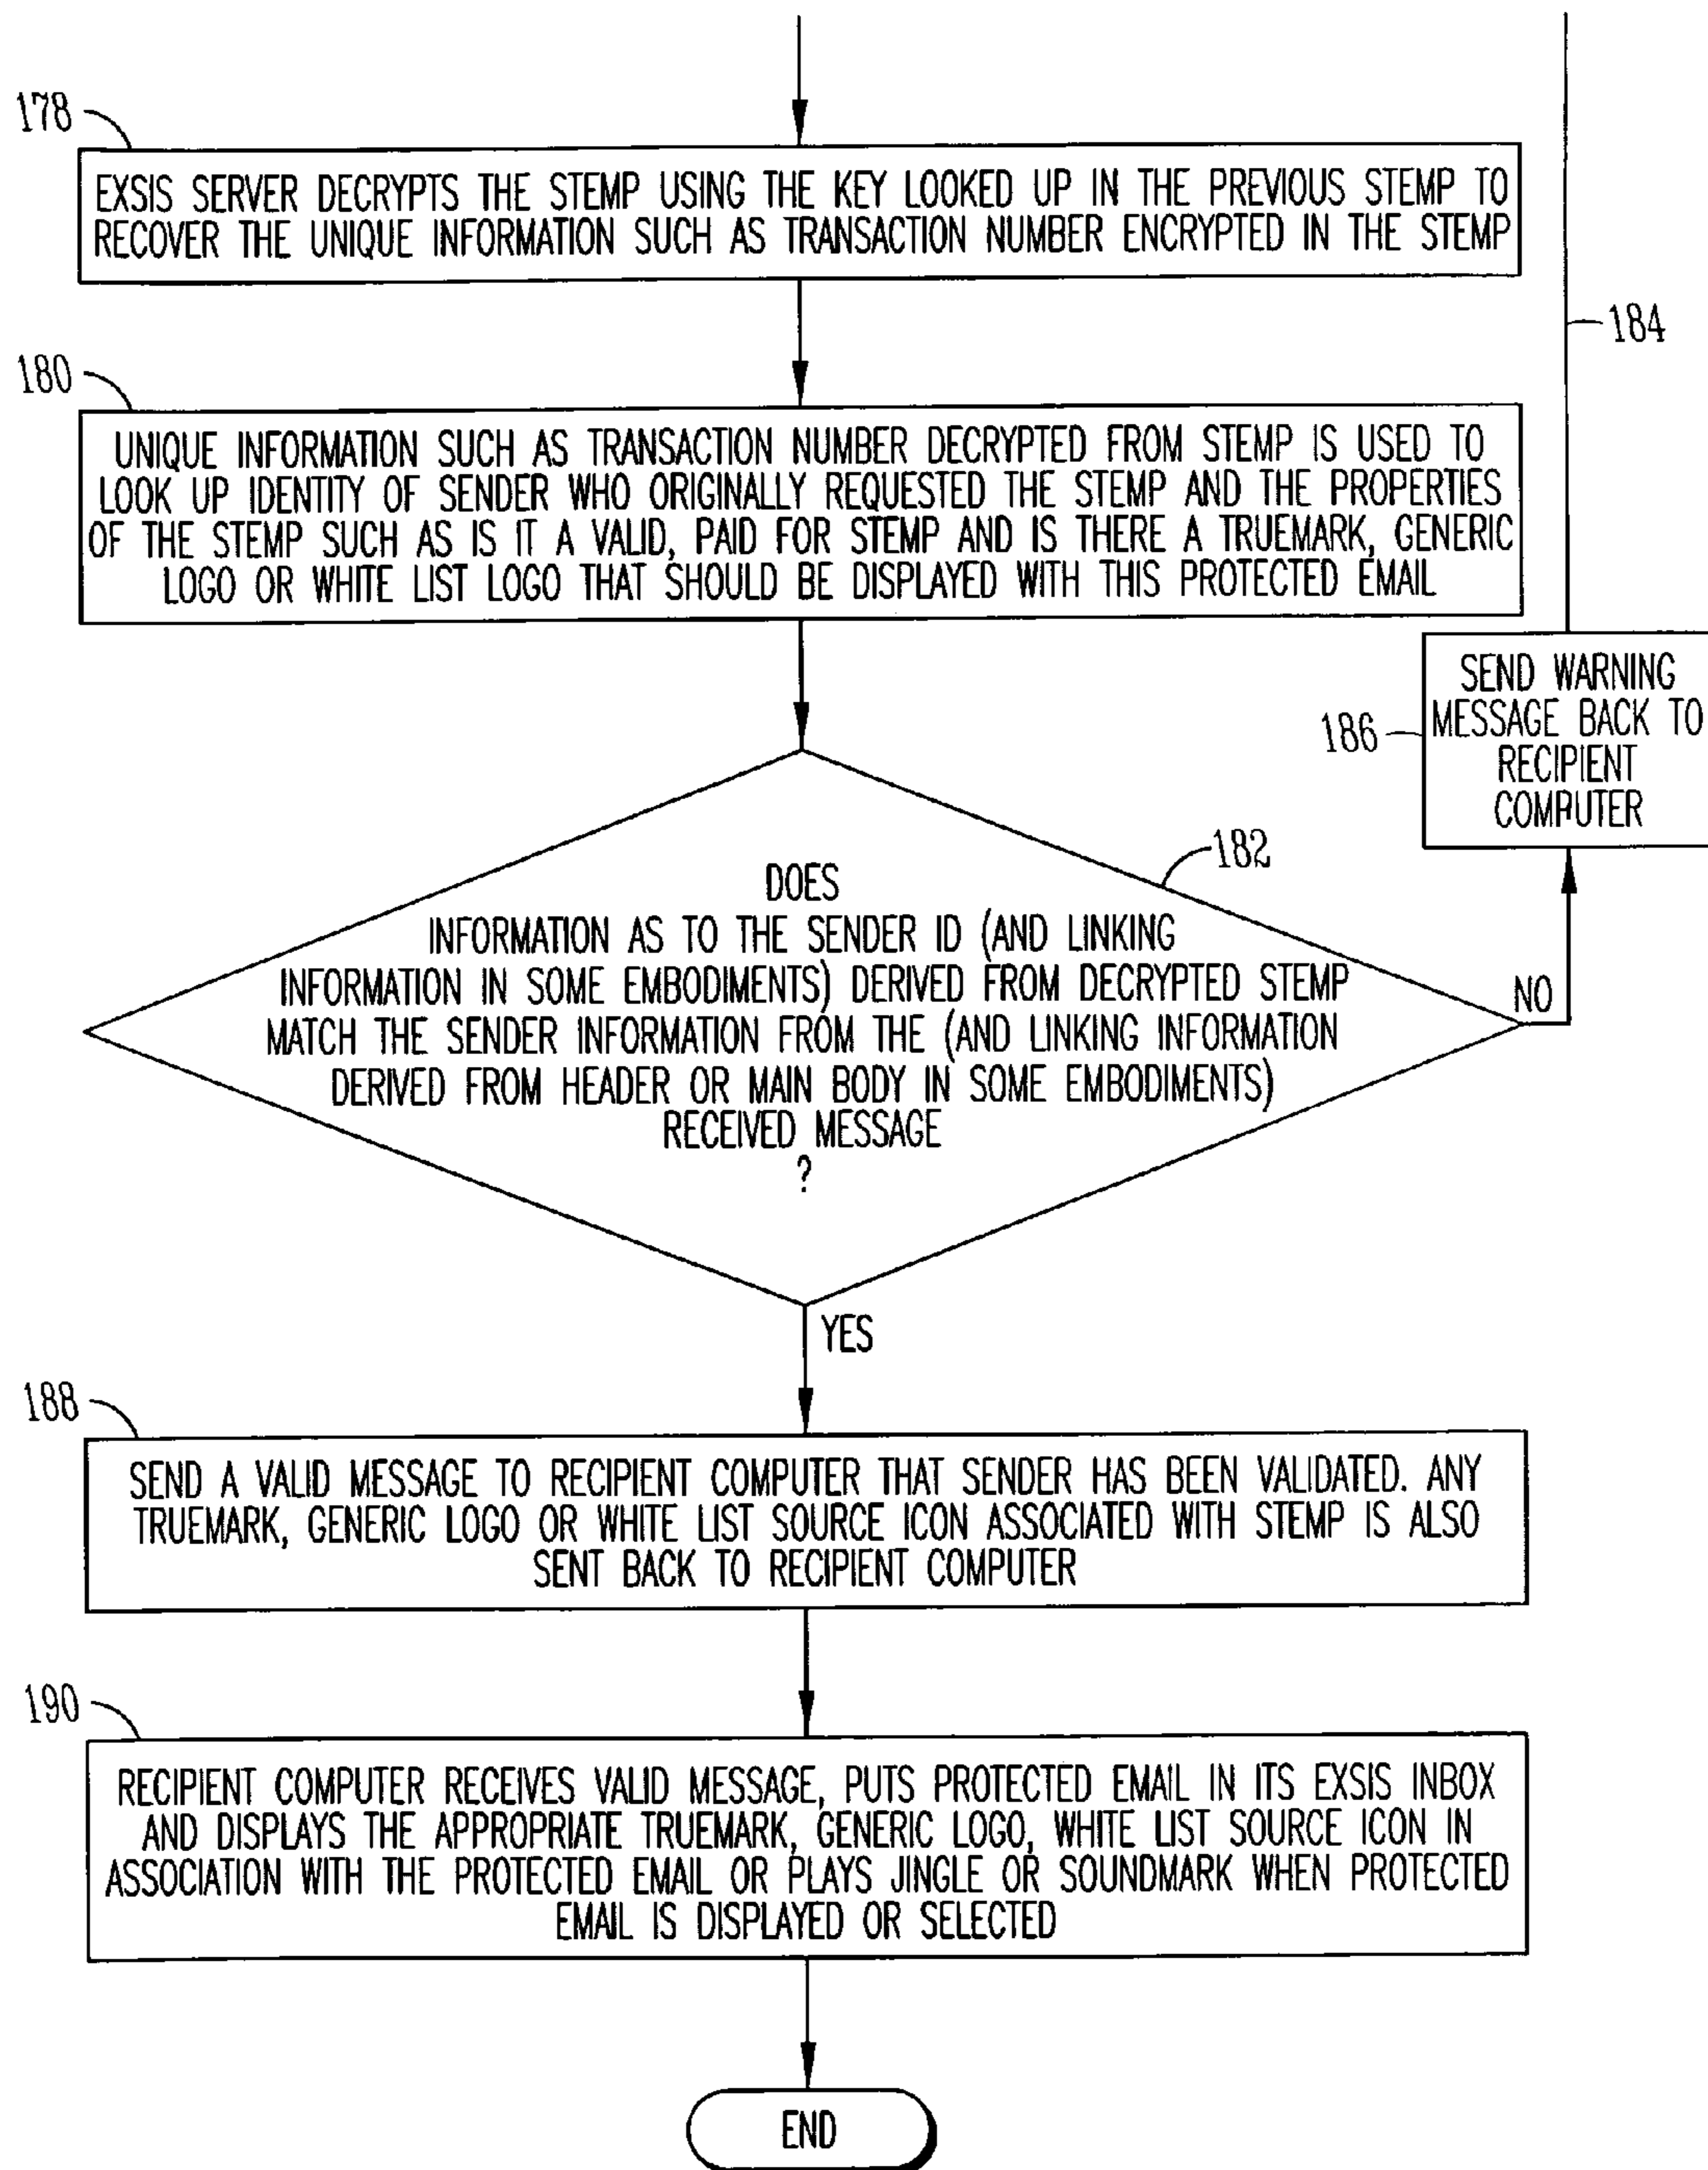 178
EXSIS SERVER DECRYPTS THE STEMP USING THE KEY LOOKED UP IN THE PREVIOUS STEMP TO
RECOVER THE UNIQUE INFORMATION SUCH AS TRANSACTION NUMBER ENCRYPTED IN THE STEMP
184
180
UNIQUE INFORMATION SUCH AS TRANSACTION NUMBER DECRYPTED FROM STEMP IS USED TO
LOOK UP IDENTITY OF SENDER WHO ORIGINALLY REQUESTED THE STEMP AND THE PROPERTIES
OF THE STEMP SUCH AS IS IT A VALID, PAID FOR STEMP AND IS THERE A TRUEMARK, GENERIC
LOGO OR WHITE LIST LOGO THAT SHOULD BE DISPLAYED WITH THIS PROTECTED EMAIL
186
SEND WARNING
MESSAGE BACK TO
RECIPIENT
COMPUTER
182
DOES
INFORMATION AS TO THE SENDER ID (AND LINKING
INFORMATION IN SOME EMBODIMENTS) DERIVED FROM DECRYPTED STEMP
MATCH THE SENDER INFORMATION FROM THE (AND LINKING INFORMATION
DERIVED FROM HEADER OR MAIN BODY IN SOME EMBODIMENTS)
RECEIVED MESSAGE
?
NO
YES
188
SEND A VALID MESSAGE TO RECIPIENT COMPUTER THAT SENDER HAS BEEN VALIDATED. ANY
TRUEMARK, GENERIC LOGO OR WHITE LIST SOURCE ICON ASSOCIATED WITH STEMP IS ALSO
SENT BACK TO RECIPIENT COMPUTER
190
RECIPIENT COMPUTER RECEIVES VALID MESSAGE, PUTS PROTECTED EMAIL IN ITS EXSIS INBOX
AND DISPLAYS THE APPROPRIATE TRUEMARK, GENERIC LOGO, WHITE LIST SOURCE ICON IN
ASSOCIATION WITH THE PROTECTED EMAIL OR PLAYS JINGLE OR SOUNDMARK WHEN PROTECTED
EMAIL IS DISPLAYED OR SELECTED
END